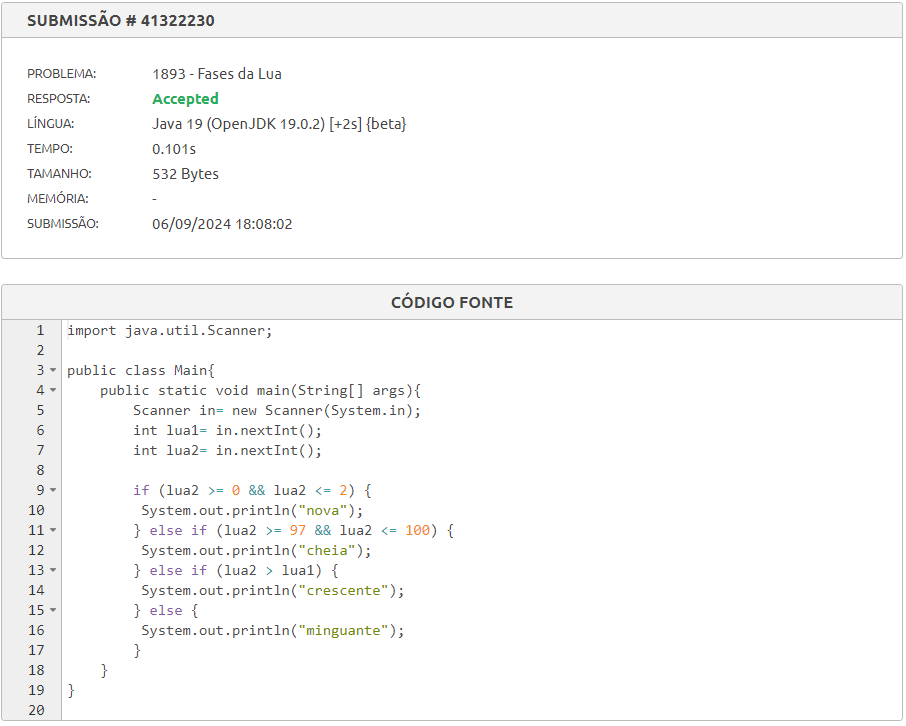 SUBMISSÃO # 41322230
PROBLEMA: 1893 - Fases da Lua
RESPOSTA: Accepted
LÍNGUA: Java 19 (OpenJDK 19.0.2) [+2s] {beta}
TEMPO: 0.101s
TAMANHO: 532 Bytes
MEMÓRIA: -
SUBMISSÃO: 06/09/2024 18:08:02
CÓDIGO FONTE
1 import java.util.Scanner;
2
3 public class Main{
4     public static void main(String[] args){
5         Scanner in= new Scanner(System.in);
6         int lua1= in.nextInt();
7         int lua2= in.nextInt();
8
9         if (lua2 >= 0 && lua2 <= 2) {
10          System.out.println("nova");
11         } else if (lua2 >= 97 && lua2 <= 100) {
12          System.out.println("cheia");
13         } else if (lua2 > lua1) {
14          System.out.println("crescente");
15         } else {
16          System.out.println("minguante");
17         }
18     }
19 }
20